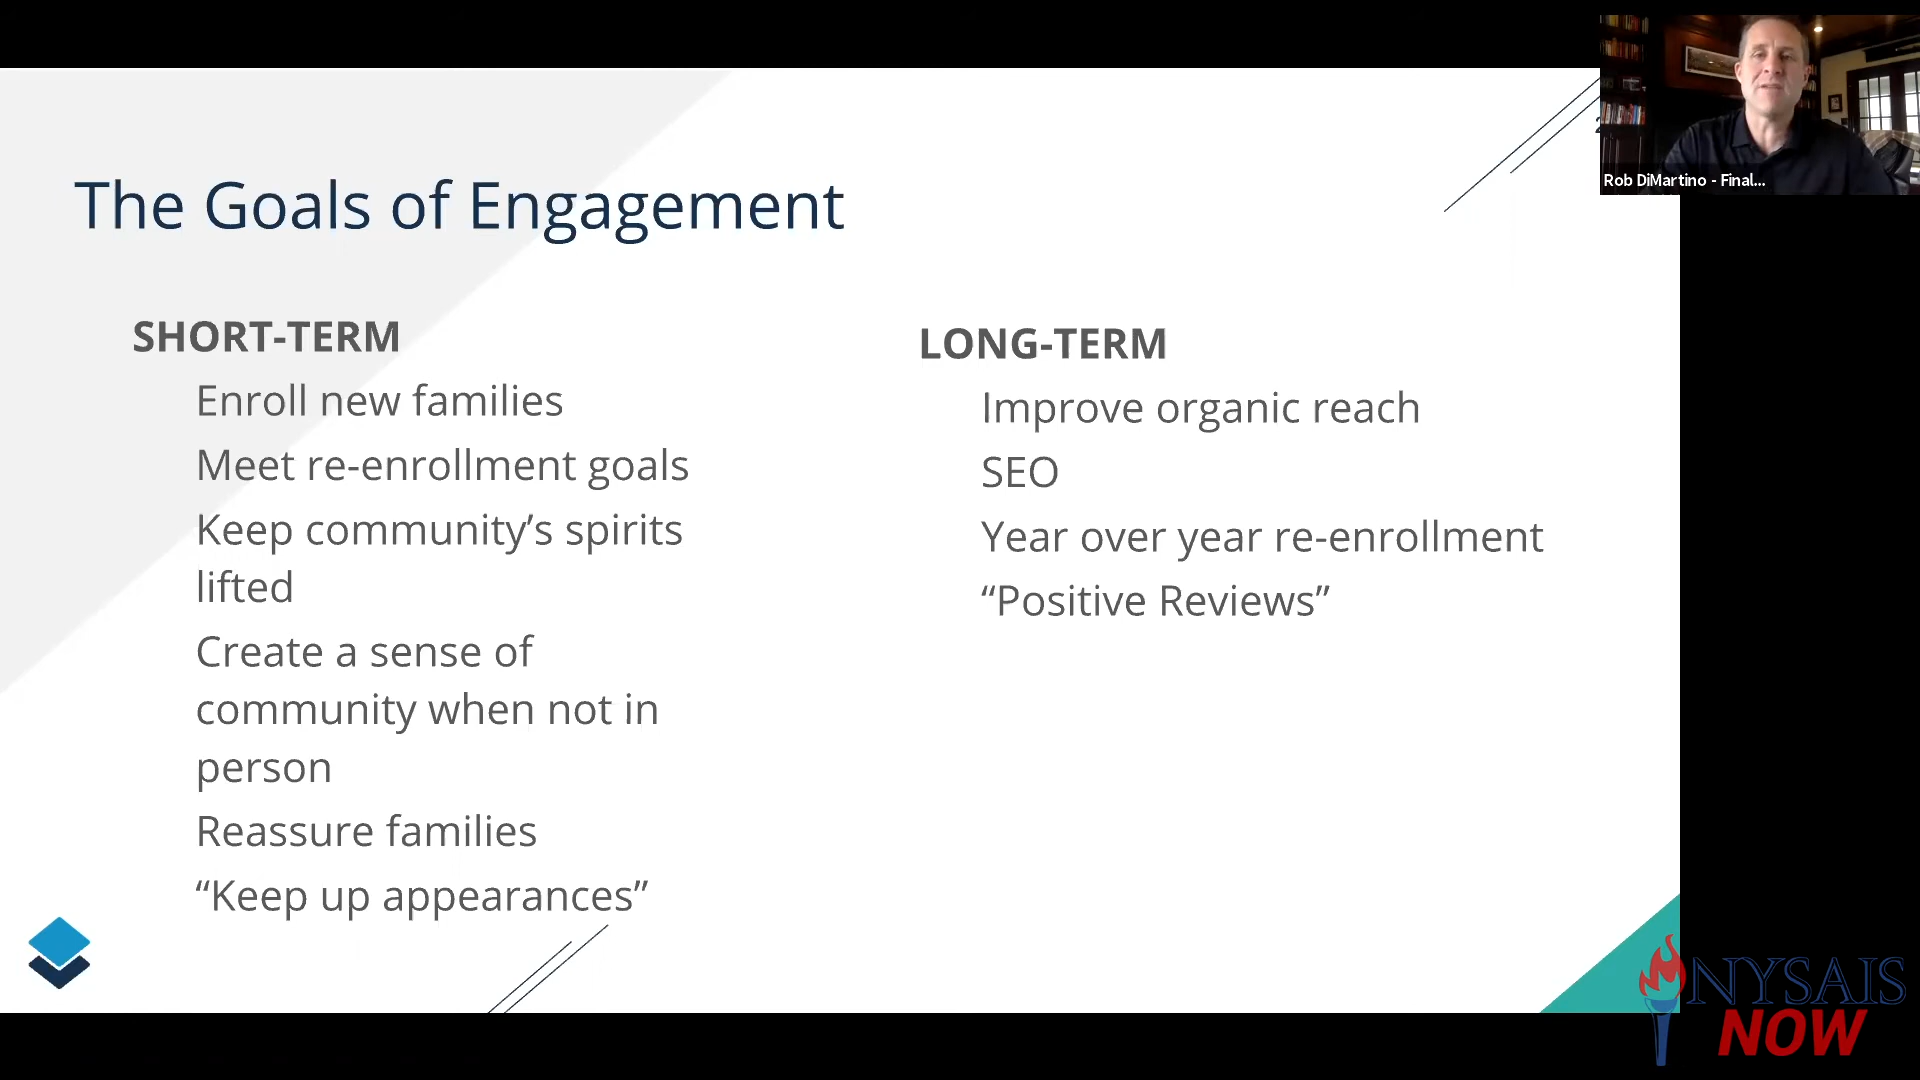 The Goals of Engagement
SHORT-TERM
Enroll new families
Meet re-enrollment goals
Keep community’s spirits
lifted
Create a sense of
community when not in
person
Reassure families
“Keep up appearances”
LONG-TERM
Improve organic reach
SEO
Year over year re-enrollment
“Positive Reviews”
Rob DiMartino - Final...
NYSAIS
NOW